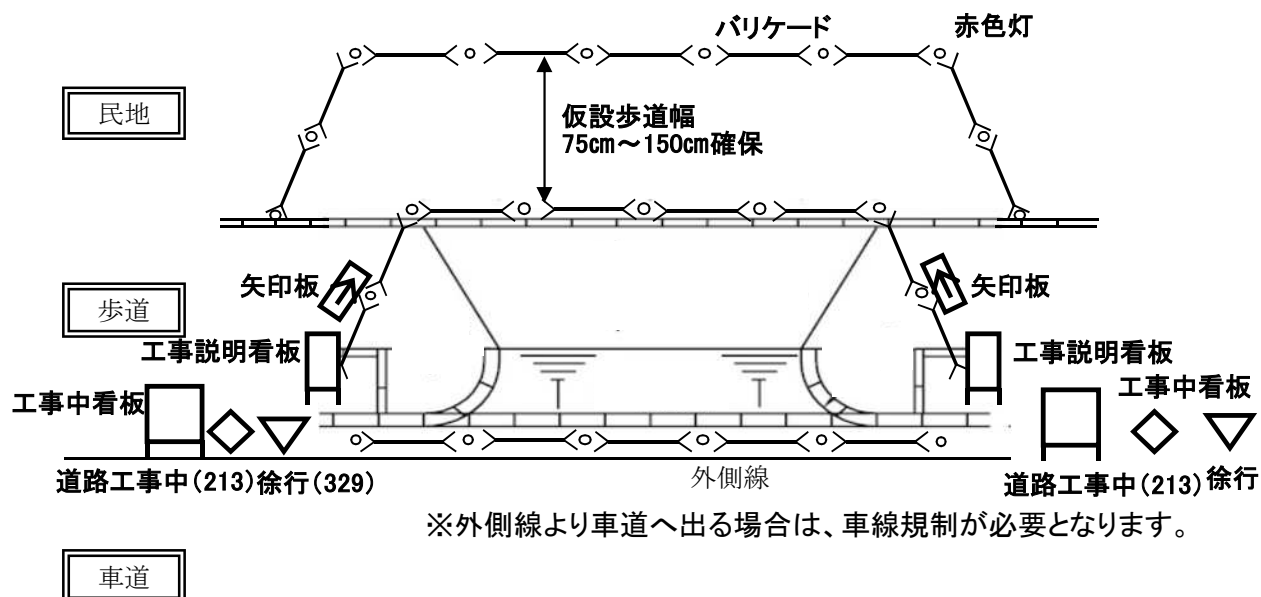 バリケード
赤色灯
民地
仮設歩道幅
75㎝～150㎝確保
矢印板
矢印板
歩道
工事説明看板
工事説明看板
工事中看板
工事中看板
道路工事中(213)
徐行(329)
外側線
道路工事中(213)
徐行
※外側線より車道へ出る場合は、車線規制が必要となります。
車道